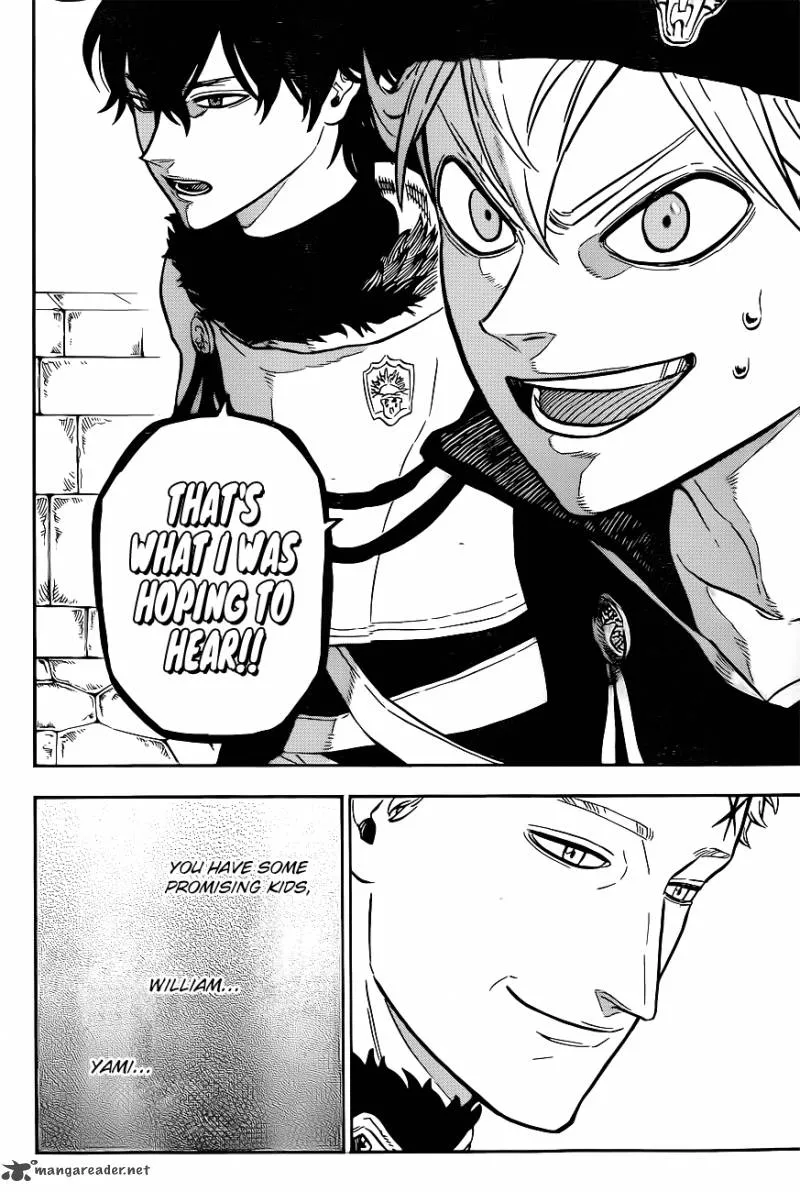 THAT'S
WHAT I WAS
HOPING TO
HEAR!!
YOU HAVE SOME
PROMISING KIDS,
WILLIAM...
YAMI...
mangareader.net